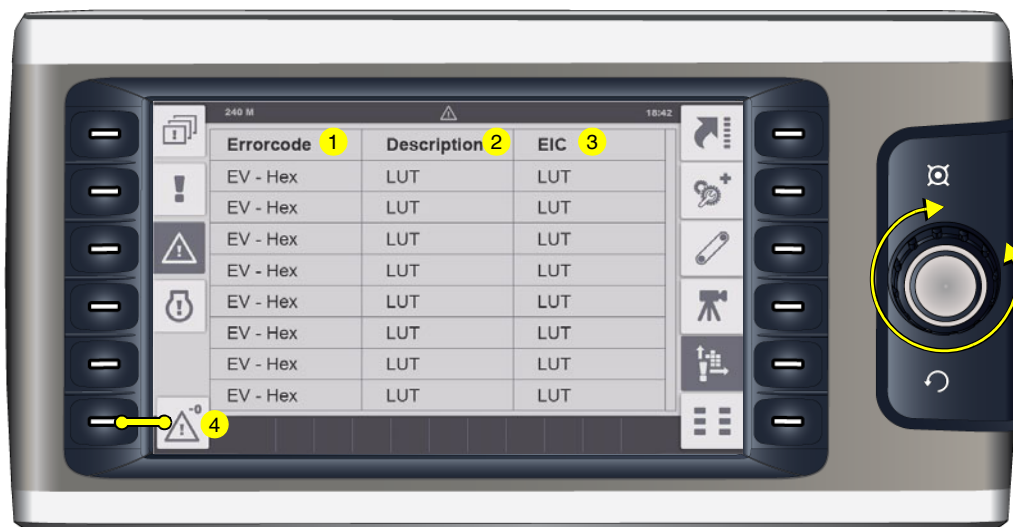 240 M 18:42
Errorcode 1 Description 2 EIC 3
EV - Hex LUT LUT
EV - Hex LUT LUT
EV - Hex LUT LUT
EV - Hex LUT LUT
EV - Hex LUT LUT
EV - Hex LUT LUT
EV - Hex LUT LUT
EV - Hex LUT LUT
-0
4